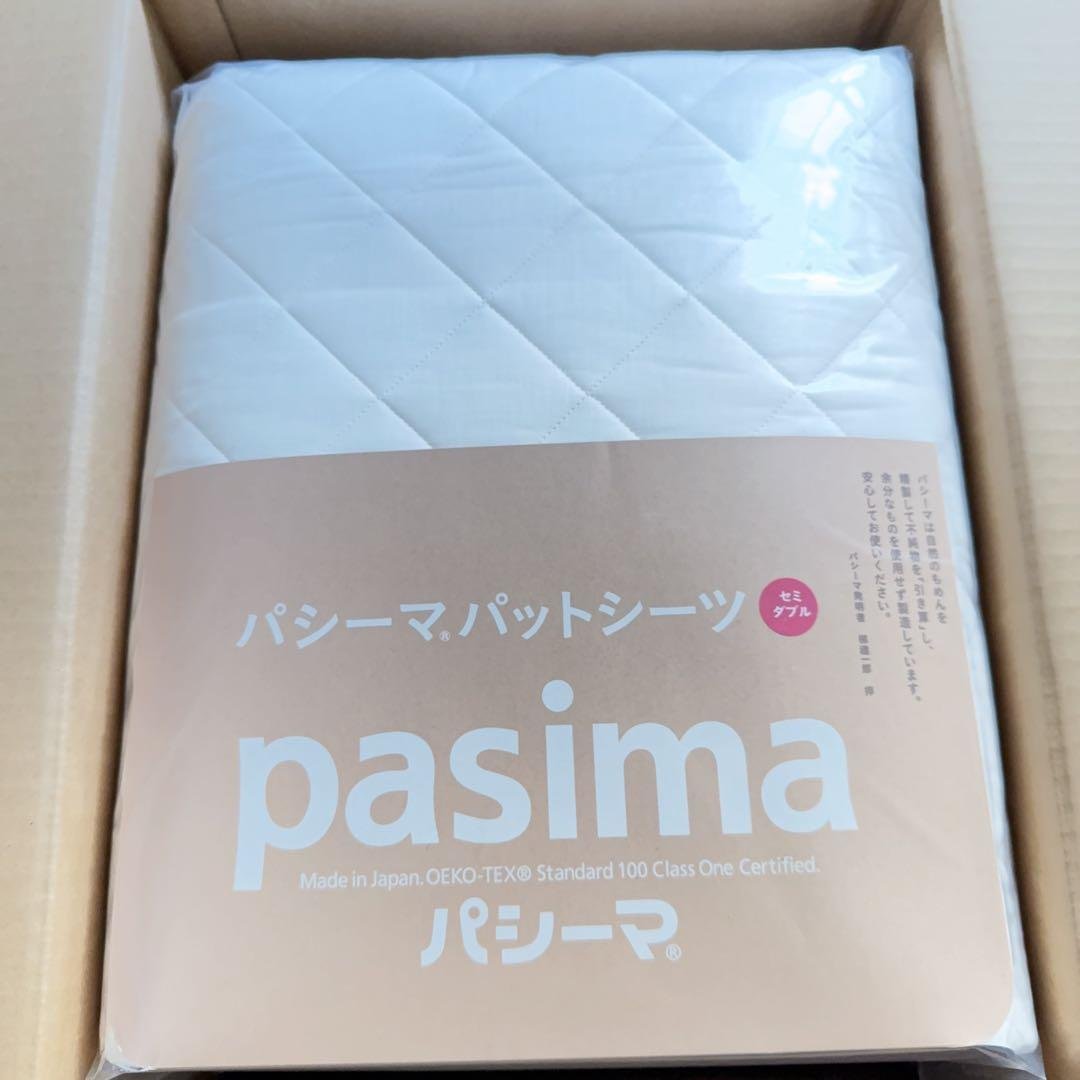 パシーマ®パットシーツ
セミ
ダブル
パシーマは自然のもめんを
精製して不純物を「引き算」し、
余分なものを使用せず製造しています。
安心してお使いください。
パシーマ発明者
pasima
Made in Japan. OEKO-TEX® Standard 100 Class One Certified.
パシーマ®